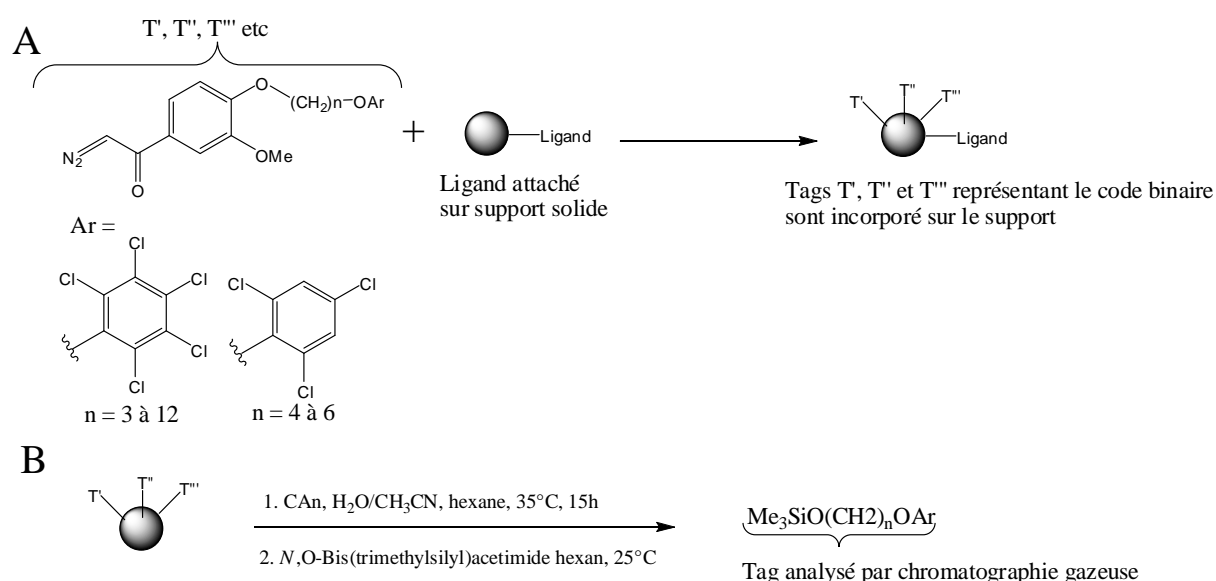 A
T', T'', T''' etc
O
(CH2)n-OAr
N2
OMe
O
+
Ligand
Ligand attaché
sur support solide
T'
T''
T'''
Ligand
Tags T', T'' et T''' représentant le code binaire
sont incorporé sur le support
Ar =
Cl
Cl
Cl
Cl
Cl
n = 3 à 12
Cl
Cl
Cl
n = 4 à 6
B
T'
T''
T'''
1. CAn, H2O/CH3CN, hexane, 35°C, 15h
2. N,O-Bis(trimethylsilyl)acetimide hexan, 25°C
Me3SiO(CH2)nOAr
Tag analysé par chromatographie gazeuse